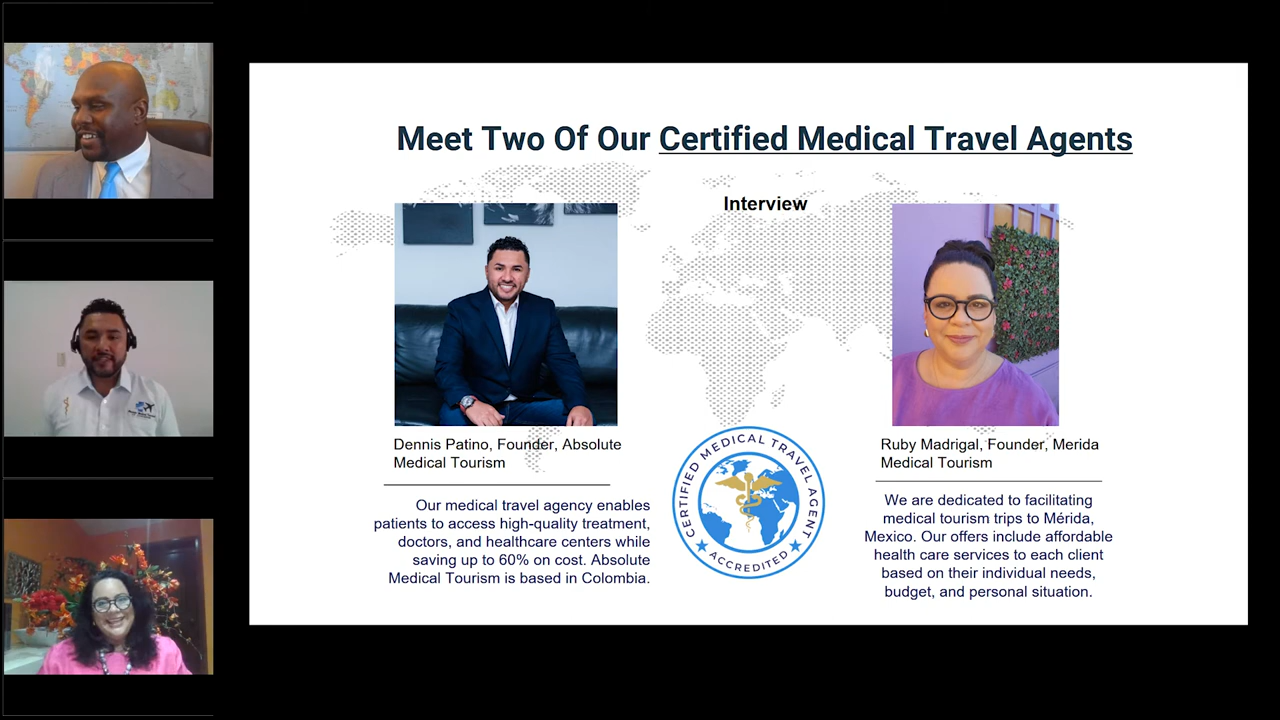 Meet Two Of Our Certified Medical Travel Agents
Interview
Dennis Patino, Founder, Absolute
Medical Tourism
Our medical travel agency enables
patients to access high-quality treatment,
doctors, and healthcare centers while
saving up to 60% on cost. Absolute
Medical Tourism is based in Colombia.
CERTIFIED MEDICAL TRAVEL AGENT
ACCREDITED
Ruby Madrigal, Founder, Merida
Medical Tourism
We are dedicated to facilitating
medical tourism trips to Mérida,
Mexico. Our offers include affordable
health care services to each client
based on their individual needs,
budget, and personal situation.